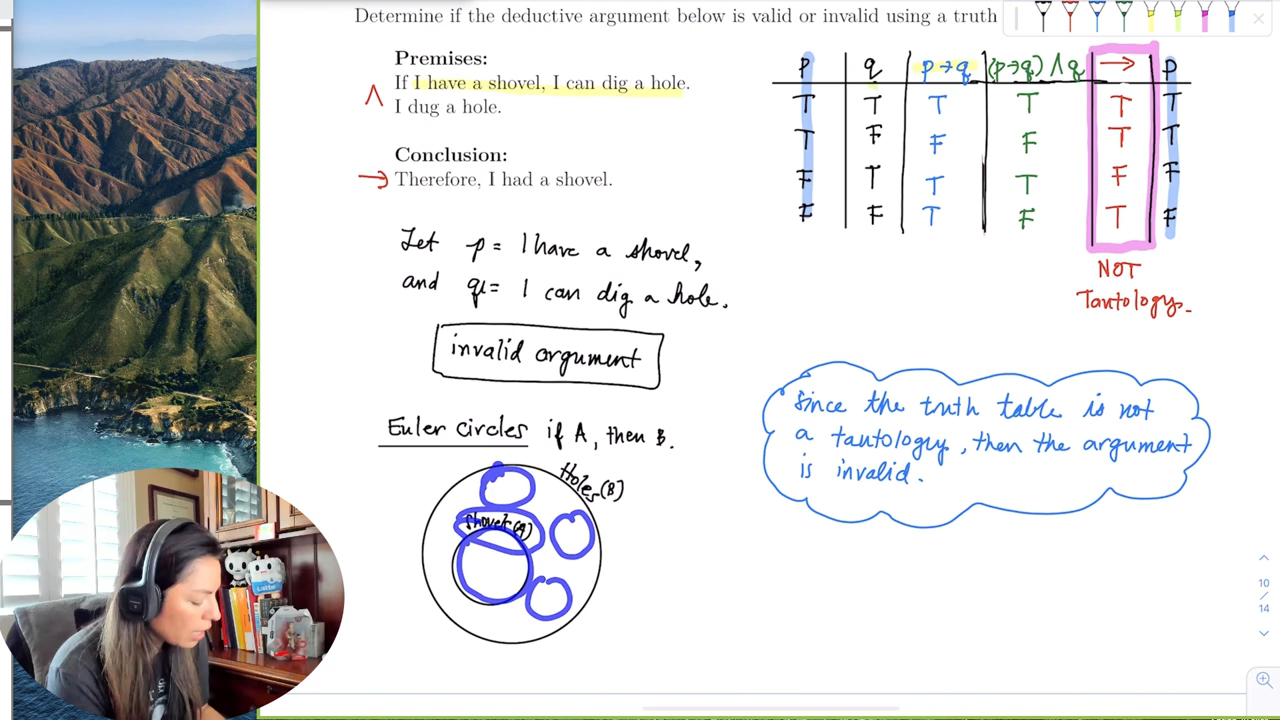 Determine if the deductive argument below is valid or invalid using a truth
Premises:
If I have a shovel, I can dig a hole.
∧ I dug a hole.
Conclusion:
→ Therefore, I had a shovel.
Let p = I have a shovel,
and q = I can dig a hole.
invalid argument
Euler circles if A, then B.
Holes (B)
p q p→q (p→q) ∧ q → p
T T T T T T
T F F F T T
F T T T F F
F F T F T F
NOT
Tautology.
Since the truth table is not
a tautology, then the argument
is invalid.
Latte
10
/
14